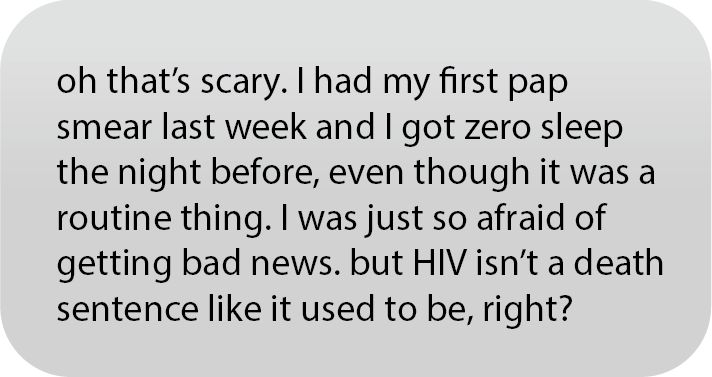 oh that’s scary. I had my first pap
smear last week and I got zero sleep
the night before, even though it was a
routine thing. I was just so afraid of
getting bad news. but HIV isn’t a death
sentence like it used to be, right?